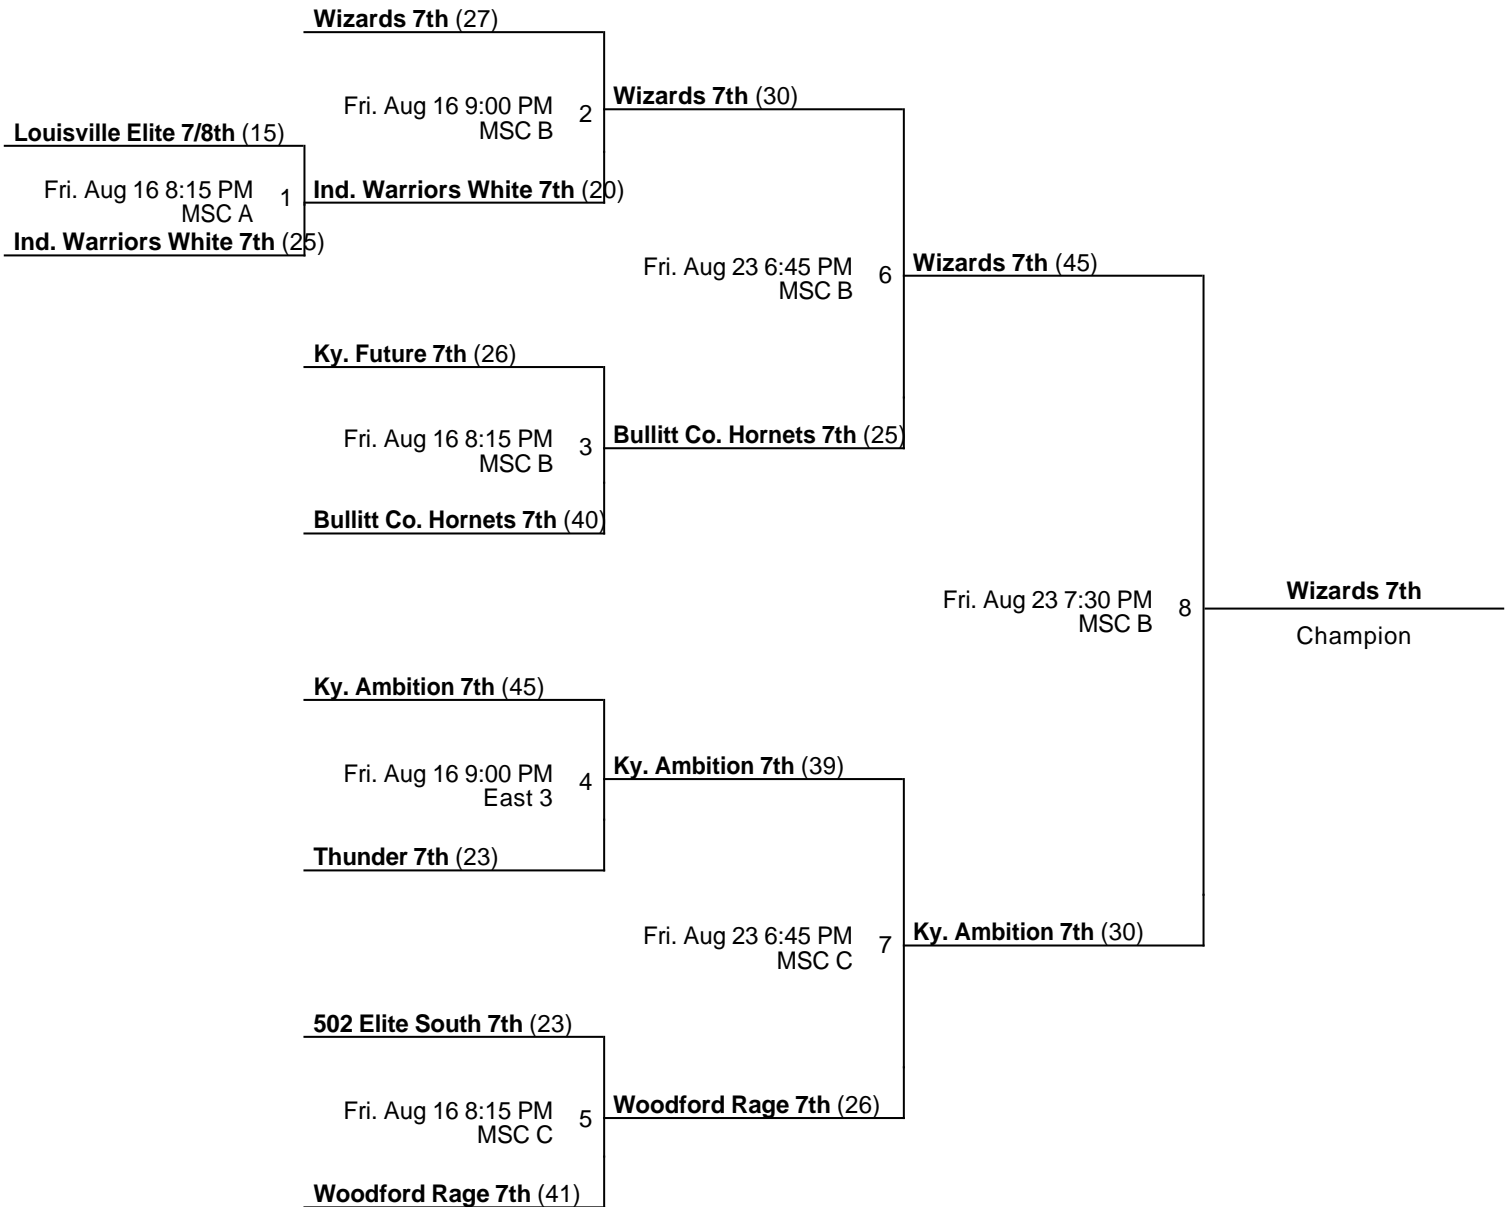 Wizards 7th (27)
Fri. Aug 16 9:00 PM 2
MSC B
Wizards 7th (30)
Louisville Elite 7/8th (15)
Fri. Aug 16 8:15 PM 1
MSC A
Ind. Warriors White 7th (20)
Ind. Warriors White 7th (25)
Fri. Aug 23 6:45 PM 6
MSC B
Wizards 7th (45)
Ky. Future 7th (26)
Fri. Aug 16 8:15 PM 3
MSC B
Bullitt Co. Hornets 7th (25)
Bullitt Co. Hornets 7th (40)
Fri. Aug 23 7:30 PM 8
MSC B
Wizards 7th
Champion
Ky. Ambition 7th (45)
Fri. Aug 16 9:00 PM 4
East 3
Ky. Ambition 7th (39)
Thunder 7th (23)
Fri. Aug 23 6:45 PM 7
MSC C
Ky. Ambition 7th (30)
502 Elite South 7th (23)
Fri. Aug 16 8:15 PM 5
MSC C
Woodford Rage 7th (26)
Woodford Rage 7th (41)